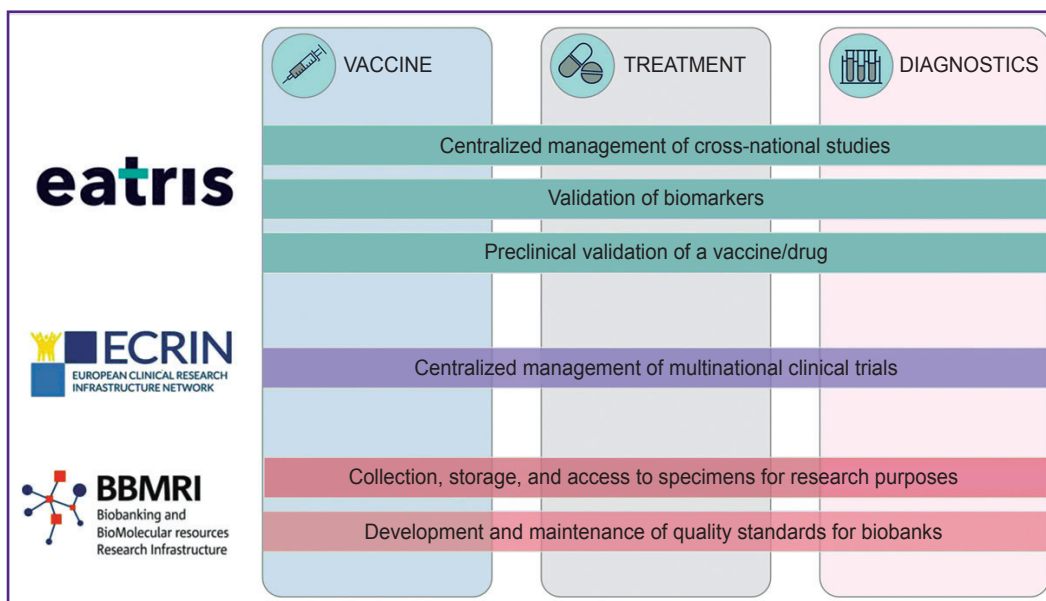 VACCINE
TREATMENT
DIAGNOSTICS
eatris
Centralized management of cross-national studies
Validation of biomarkers
Preclinical validation of a vaccine/drug
ECRIN
EUROPEAN CLINICAL RESEARCH
INFRASTRUCTURE NETWORK
Centralized management of multinational clinical trials
BBMRI
Biobanking and
BioMolecular resources
Research Infrastructure
Collection, storage, and access to specimens for research purposes
Development and maintenance of quality standards for biobanks